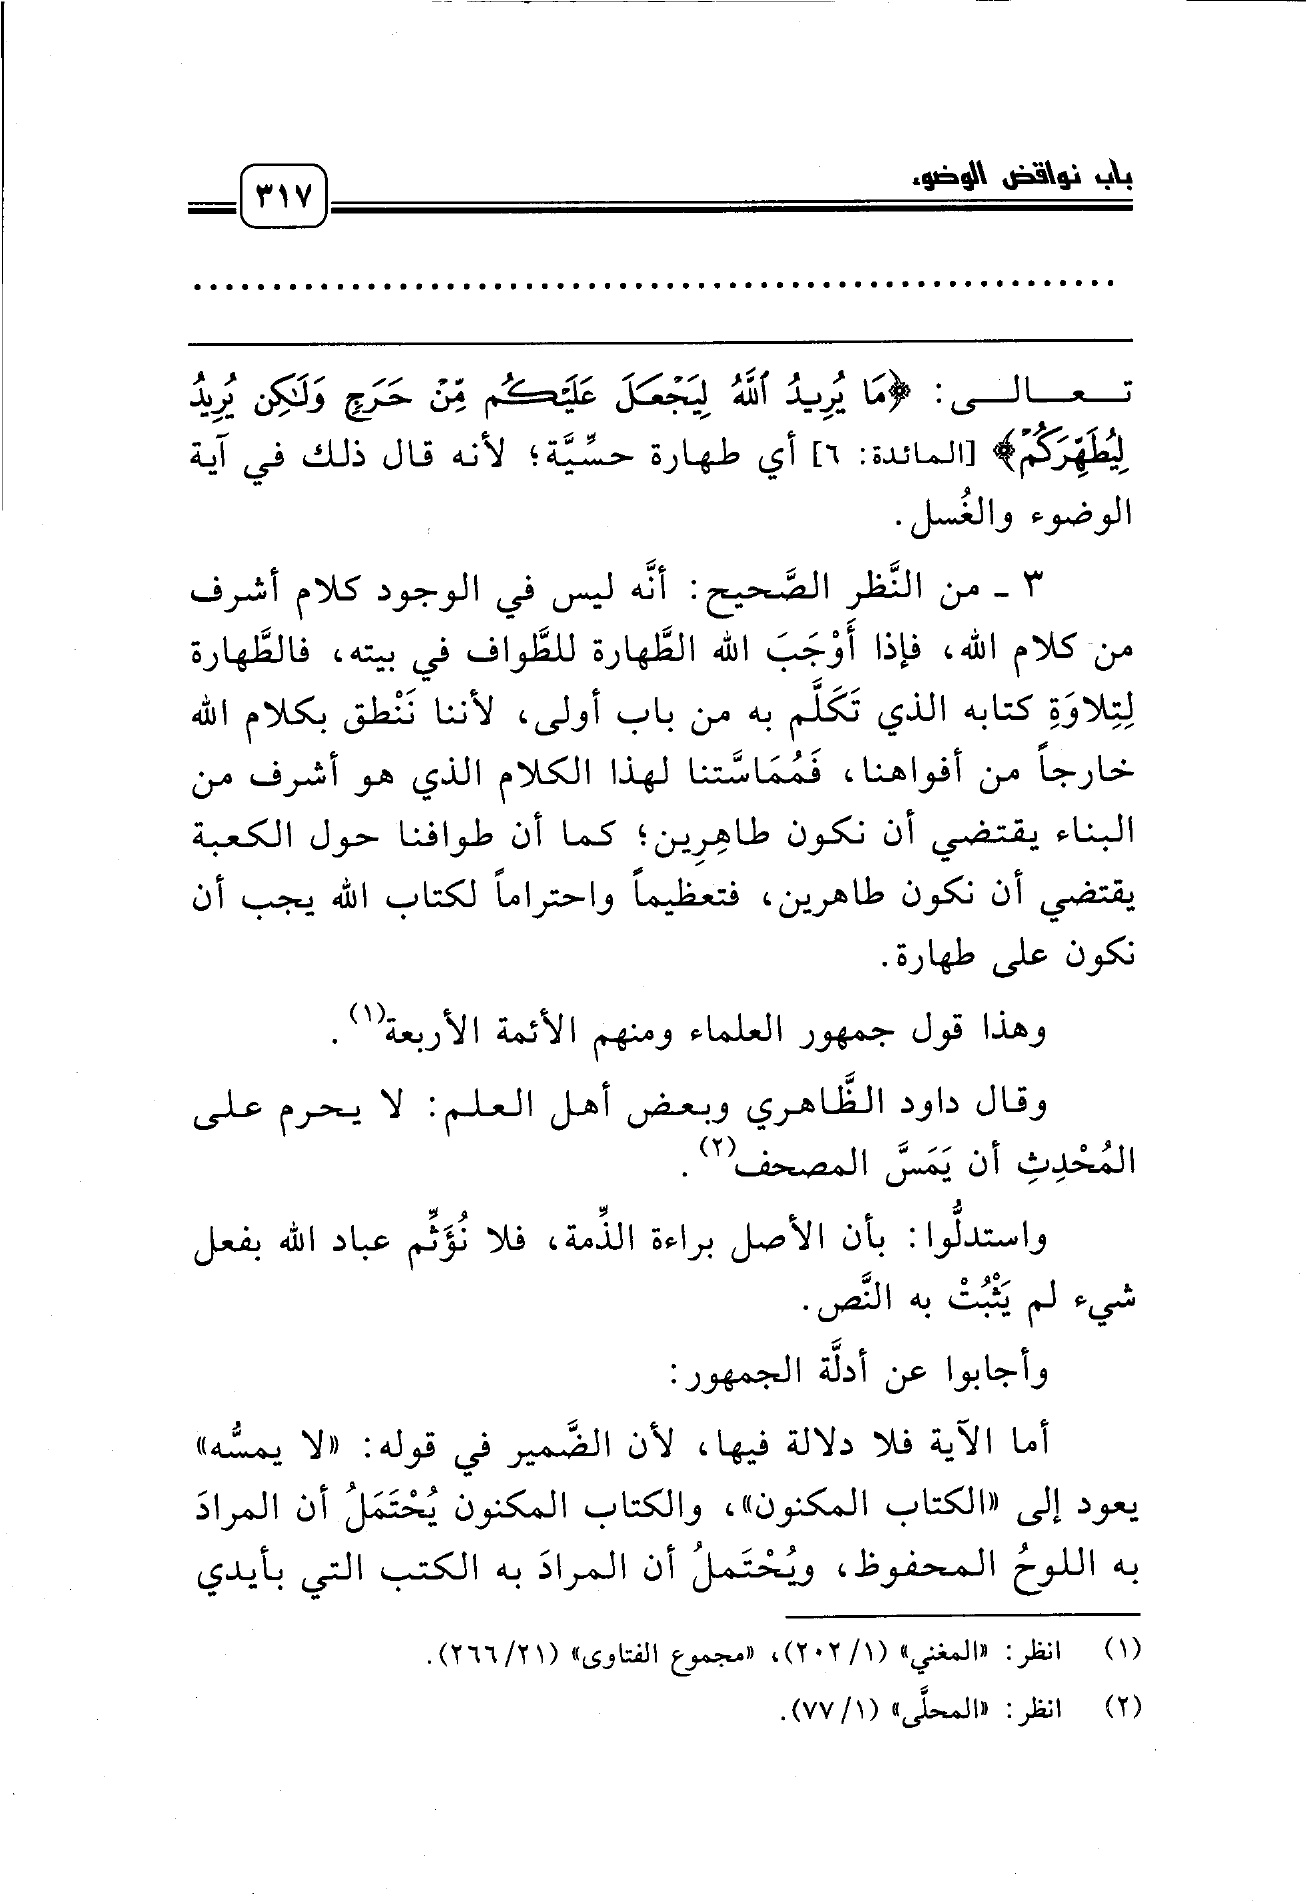 باب نواقض الوضوء
٣١٧
................................................................
تعالى: ﴿مَا يُرِيدُ ٱللَّهُ لِيَجْعَلَ عَلَيْكُم مِّنْ حَرَجٍ وَلَٰكِن يُرِيدُ
لِيُطَهِّرَكُمْ﴾ [المائدة: ٦] أي طهارة حسِّيَّة؛ لأنه قال ذلك في آية
الوضوء والغُسل.
٣ ـ من النَّظر الصَّحيح: أنَّه ليس في الوجود كلام أشرف
من كلام الله، فإذا أَوْجَبَ الله الطَّهارة للطَّواف في بيته، فالطَّهارة
لِتِلاوَةِ كتابه الذي تَكَلَّم به من باب أولى، لأننا نَنْطق بكلام الله
خارجاً من أفواهنا، فَمُمَاسَّتنا لهذا الكلام الذي هو أشرف من
البناء يقتضي أن نكون طاهِرِين؛ كما أن طوافنا حول الكعبة
يقتضي أن نكون طاهرين، فتعظيماً واحتراماً لكتاب الله يجب أن
نكون على طهارة.
وهذا قول جمهور العلماء ومنهم الأئمة الأربعة(١).
وقال داود الظَّاهري وبعض أهل العلم: لا يحرم على
المُحْدِثِ أن يَمَسَّ المصحف(٢).
واستدلُّوا: بأن الأصل براءة الذِّمة، فلا نُؤَثِّم عباد الله بفعل
شيء لم يَثْبُتْ به النَّص.
وأجابوا عن أدلَّة الجمهور:
أما الآية فلا دلالة فيها، لأن الضَّمير في قوله: «لا يمسُّه»
يعود إلى «الكتاب المكنون»، والكتاب المكنون يُحْتَمَلُ أن المرادَ
به اللوحُ المحفوظ، ويُحْتَملُ أن المرادَ به الكتب التي بأيدي
(١) انظر: «المغني» (١/ ٢٠٢)، «مجموع الفتاوى» (٢١/ ٢٦٦).
(٢) انظر: «المحلَّى» (١/ ٧٧).